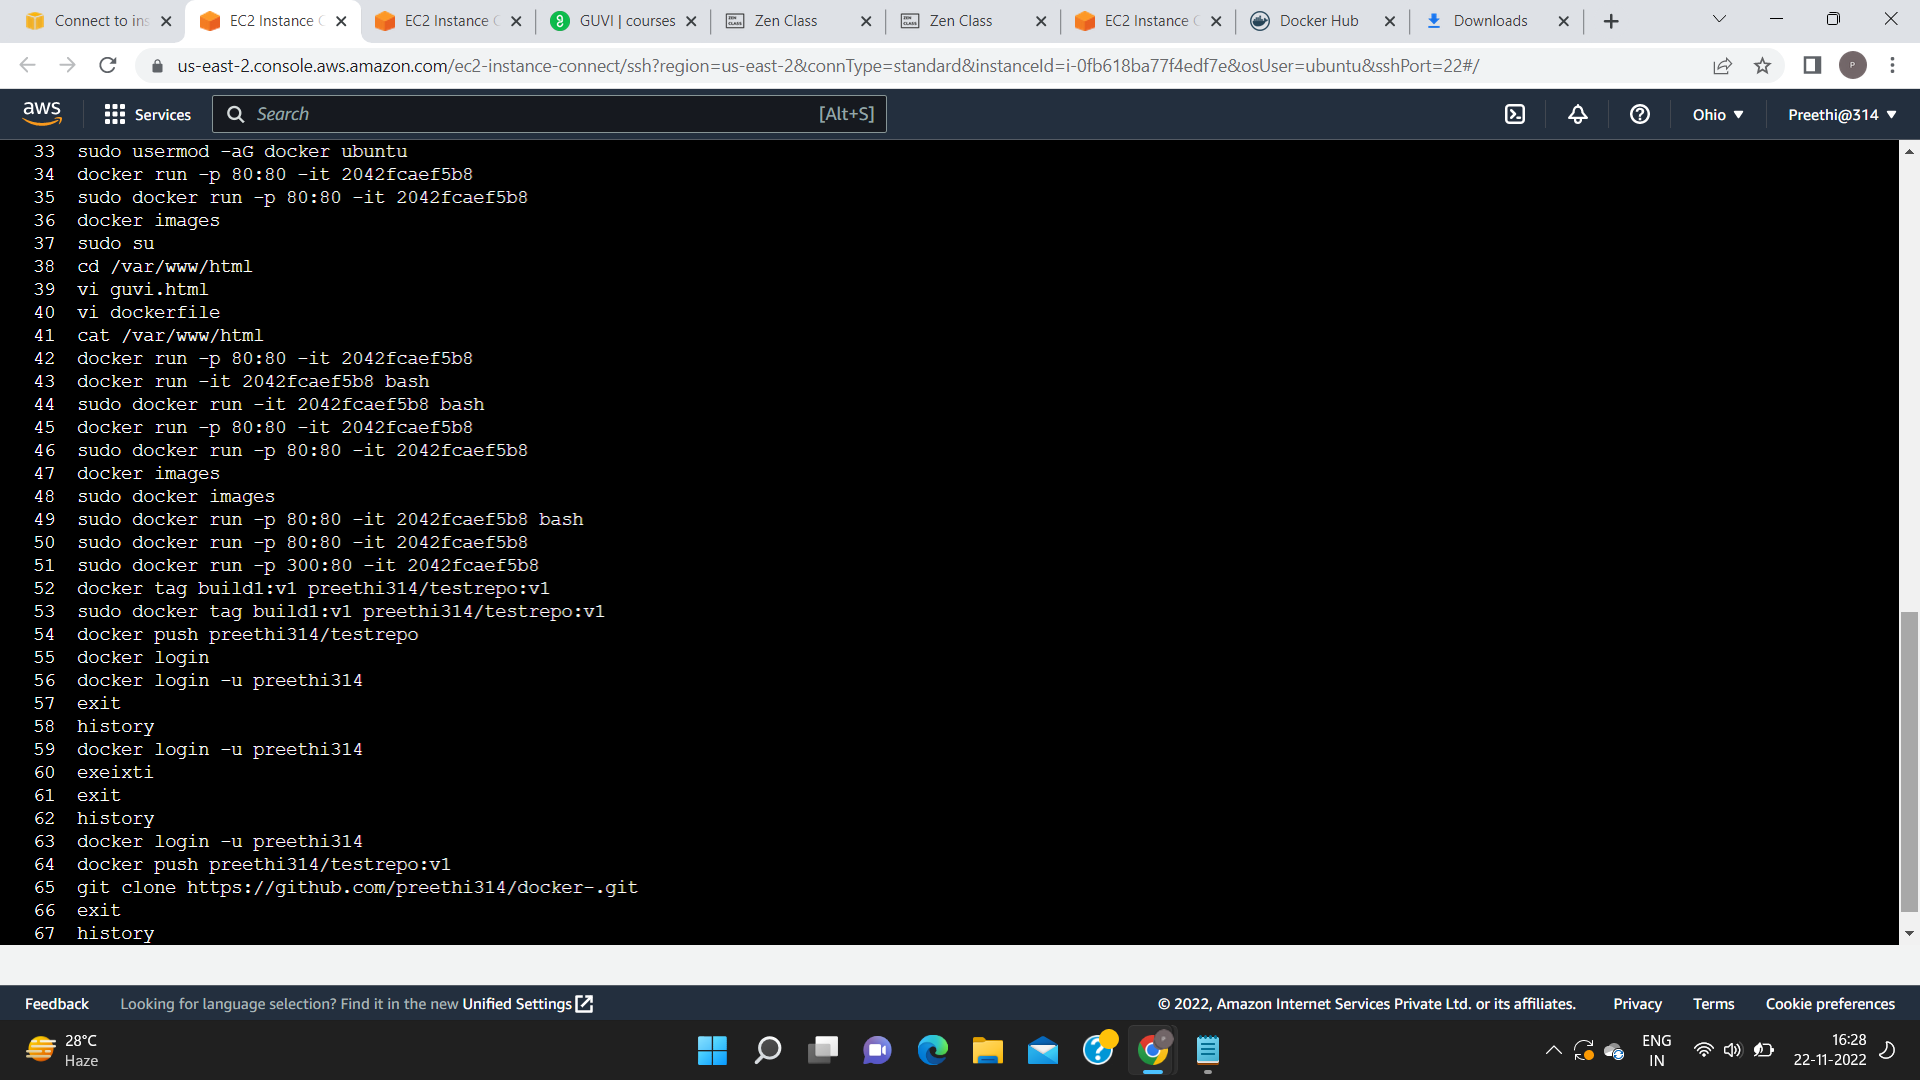 Connect to ins
EC2 Instance C
EC2 Instance C
GUVI | courses
Zen Class
Zen Class
EC2 Instance C
Docker Hub
Downloads
us-east-2.console.aws.amazon.com/ec2-instance-connect/ssh?region=us-east-2&connType=standard&instanceId=i-0fb618ba77f4edf7e&osUser=ubuntu&sshPort=22#/
P
aws
Services
Search
[Alt+S]
Ohio
Preethi@314
33 sudo usermod -aG docker ubuntu
34 docker run -p 80:80 -it 2042fcaef5b8
35 sudo docker run -p 80:80 -it 2042fcaef5b8
36 docker images
37 sudo su
38 cd /var/www/html
39 vi guvi.html
40 vi dockerfile
41 cat /var/www/html
42 docker run -p 80:80 -it 2042fcaef5b8
43 docker run -it 2042fcaef5b8 bash
44 sudo docker run -it 2042fcaef5b8 bash
45 docker run -p 80:80 -it 2042fcaef5b8
46 sudo docker run -p 80:80 -it 2042fcaef5b8
47 docker images
48 sudo docker images
49 sudo docker run -p 80:80 -it 2042fcaef5b8 bash
50 sudo docker run -p 80:80 -it 2042fcaef5b8
51 sudo docker run -p 300:80 -it 2042fcaef5b8
52 docker tag build1:v1 preethi314/testrepo:v1
53 sudo docker tag build1:v1 preethi314/testrepo:v1
54 docker push preethi314/testrepo
55 docker login
56 docker login -u preethi314
57 exit
58 history
59 docker login -u preethi314
60 exeixti
61 exit
62 history
63 docker login -u preethi314
64 docker push preethi314/testrepo:v1
65 git clone https://github.com/preethi314/docker-.git
66 exit
67 history
Feedback
Looking for language selection? Find it in the new Unified Settings
© 2022, Amazon Internet Services Private Ltd. or its affiliates.
Privacy
Terms
Cookie preferences
28°C
Haze
ENG
IN
16:28
22-11-2022